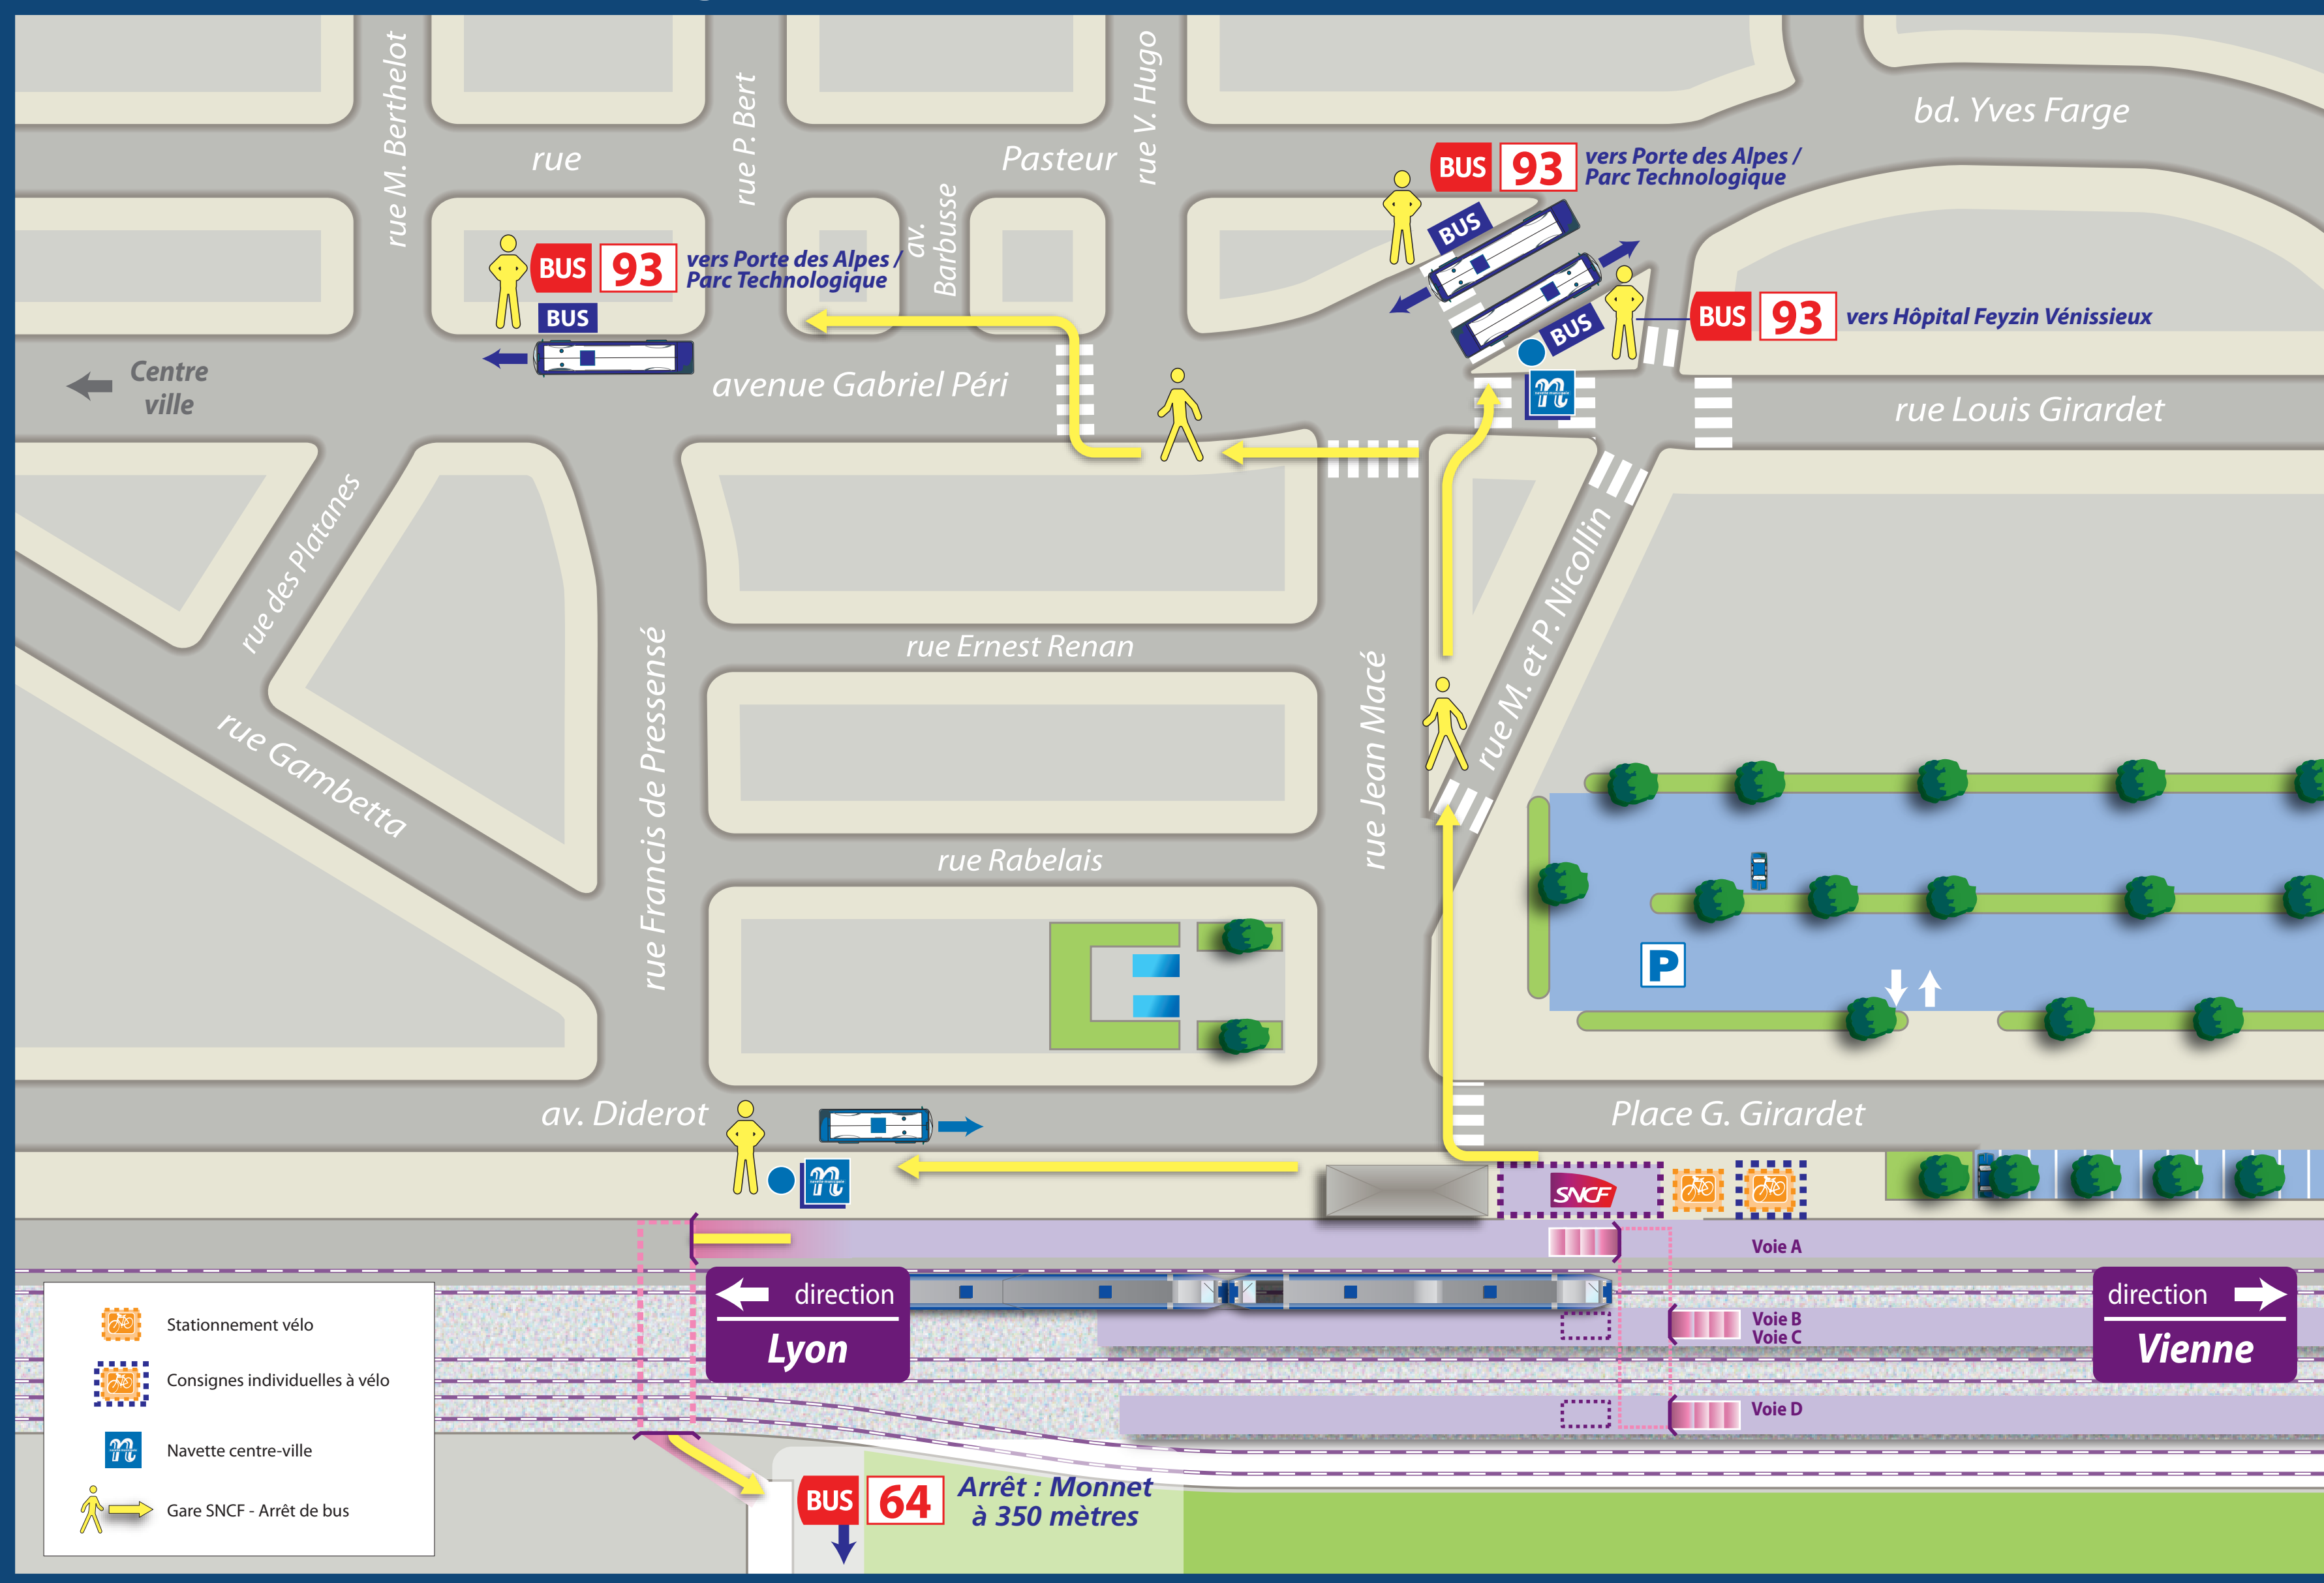 rue M. Berthelot
rue P. Bert
rue V. Hugo
bd. Yves Farge
rue
Pasteur
av.
Barbusse
BUS 93 vers Porte des Alpes /
Parc Technologique
BUS
BUS 93 vers Porte des Alpes /
Parc Technologique
BUS
BUS
BUS 93 vers Hôpital Feyzin Vénissieux
n
Centre
ville
avenue Gabriel Péri
rue Louis Girardet
rue des Platanes
rue Gambetta
rue Francis de Pressensé
rue Ernest Renan
rue Jean Macé
rue M. et P. Nicollin
rue Rabelais
P
av. Diderot
Place G. Girardet
n
SNCF
Voie A
direction
Lyon
Voie B
Voie C
direction
Vienne
Voie D
Stationnement vélo
Consignes individuelles à vélo
n
Navette centre-ville
Gare SNCF - Arrêt de bus
BUS 64 Arrêt : Monnet
à 350 mètres